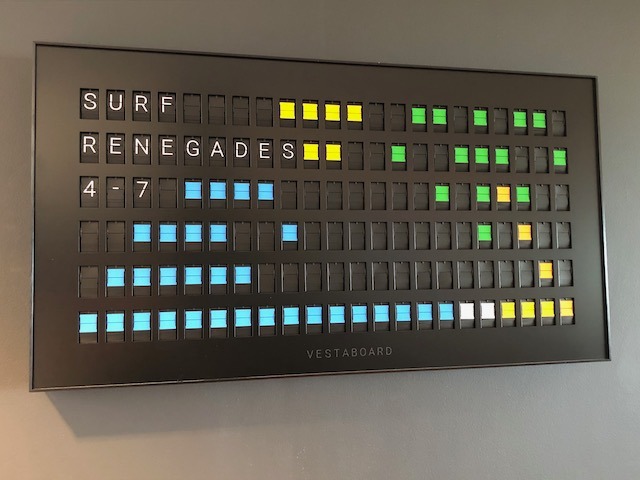 SURF
RENEGADES
4-7
VESTABOARD